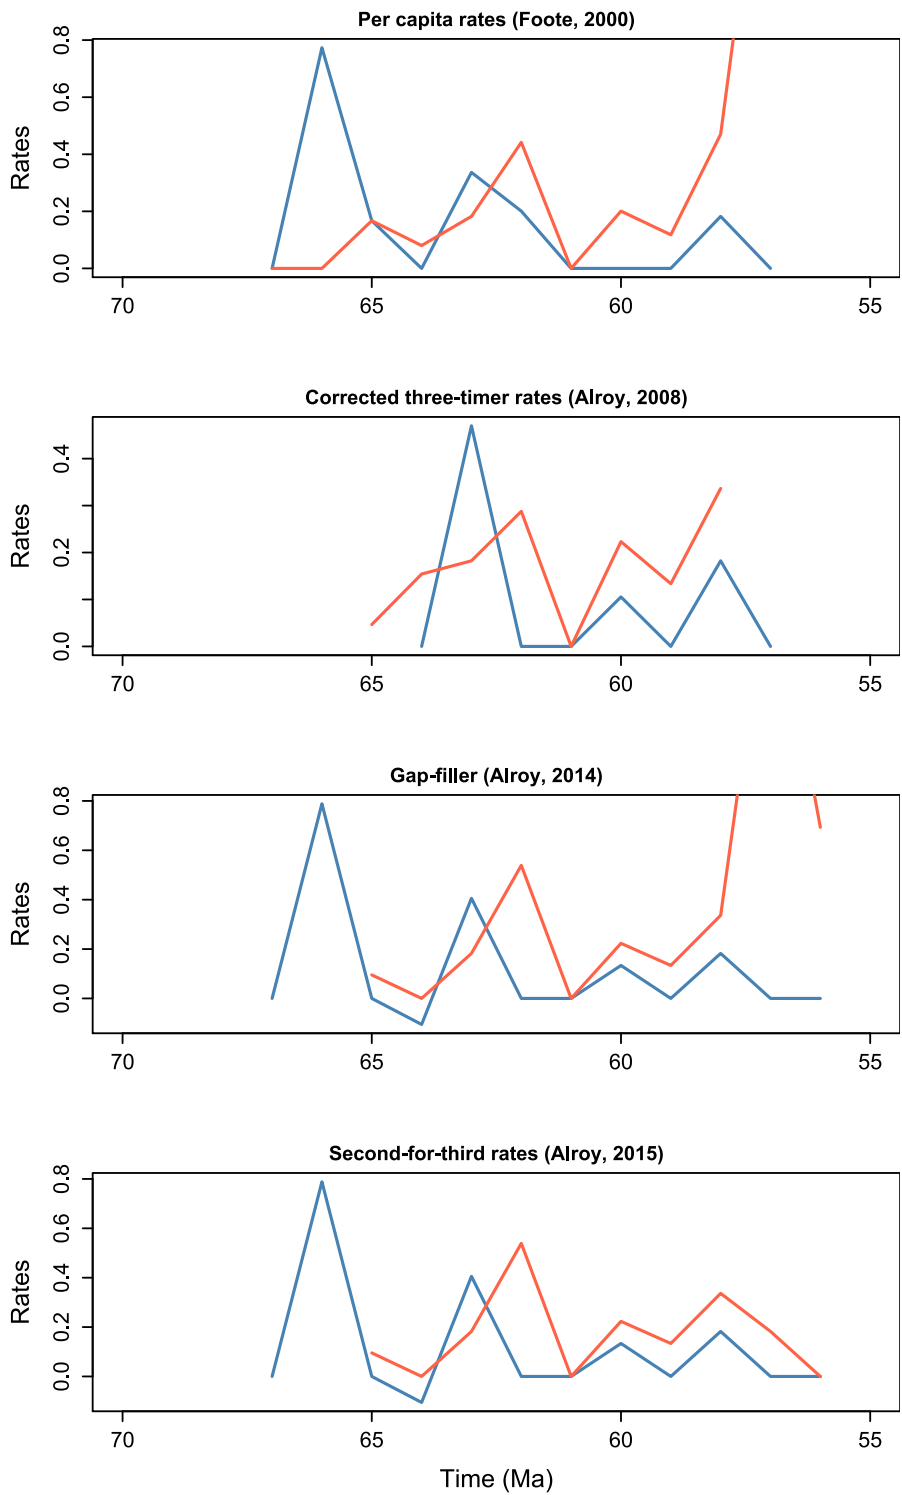 Per capita rates (Foote, 2000)
Rates
0.8
0.6
0.4
0.2
0.0
70 65 60 55
Corrected three-timer rates (Alroy, 2008)
Rates
0.4
0.2
0.0
70 65 60 55
Gap-filler (Alroy, 2014)
Rates
0.8
0.6
0.4
0.2
0.0
70 65 60 55
Second-for-third rates (Alroy, 2015)
Rates
0.8
0.6
0.4
0.2
0.0
70 65 60 55
Time (Ma)